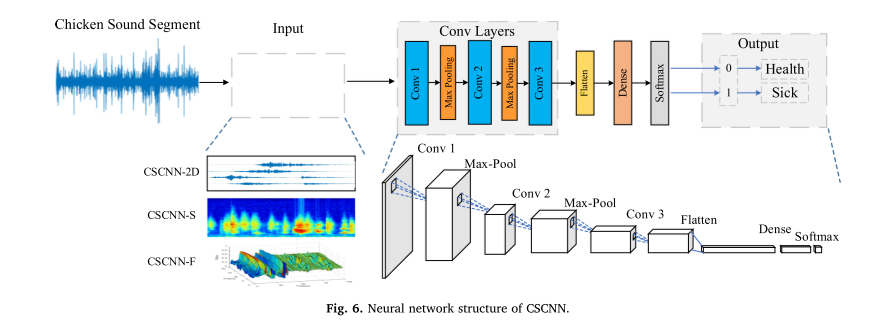 Chicken Sound Segment
Input
Conv Layers
Output
Conv 1
Max Pooling
Conv 2
Max Pooling
Conv 3
Flatten
Dense
Softmax
0
Health
1
Sick
CSCNN-2D
CSCNN-S
CSCNN-F
Conv 1
Max-Pool
Conv 2
Max-Pool
Conv 3
Flatten
Dense
Softmax
Fig. 6. Neural network structure of CSCNN.